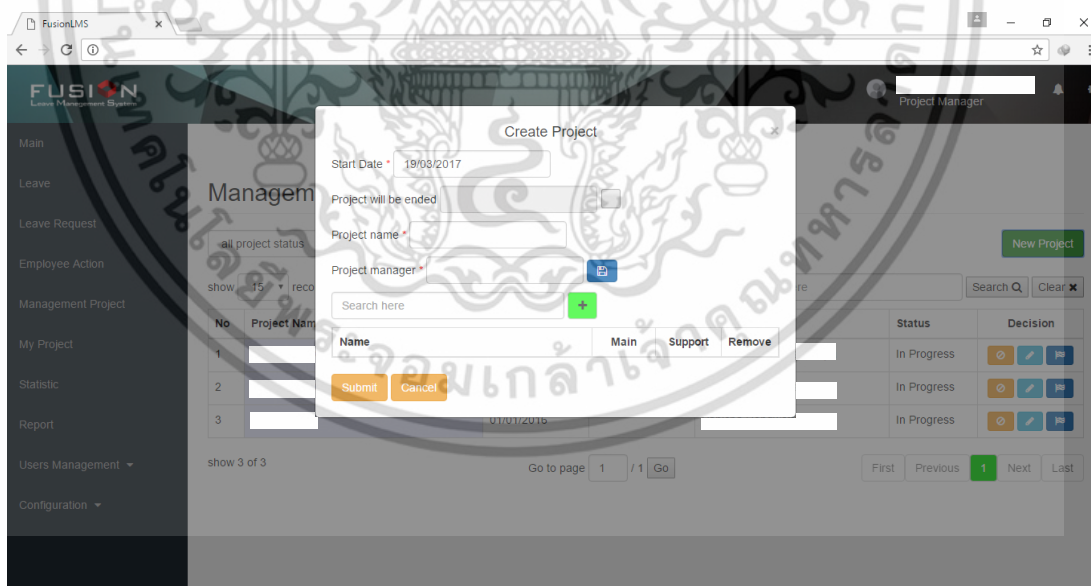 FusionLMS
FUSION
Leave Management System
Project Manager
Main
Leave
Leave Request
Employee Action
Management Project
My Project
Statistic
Report
Users Management
Configuration
Managem
all project status
New Project
show 15 reco
re Search Clear
No Project Nam Status Decision
1 In Progress
2 In Progress
3 01/01/2016 In Progress
show 3 of 3
Go to page 1 / 1 Go
First Previous 1 Next Last
Create Project
Start Date * 19/03/2017
Project will be ended
Project name *
Project manager *
Search here
Name Main Support Remove
Submit Cancel